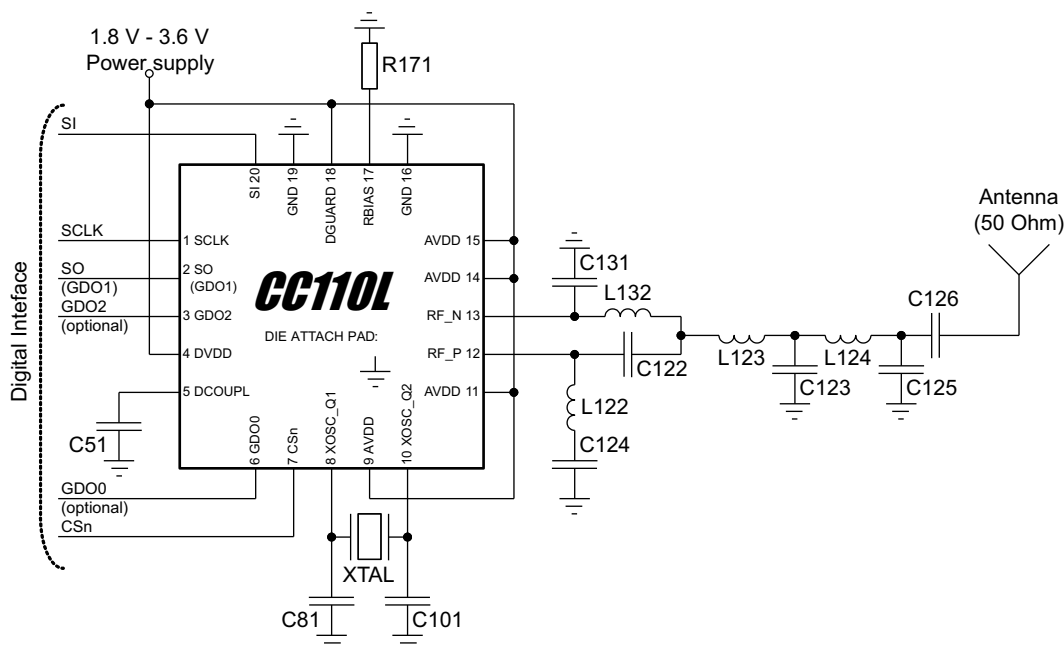 1.8 V - 3.6 V
Power supply
R171
SI
SI 20
GND 19
DGUARD 18
RBIAS 17
GND 16
Antenna
(50 Ohm)
SCLK
1 SCLK
AVDD 15
SO
(GDO1)
2 SO
(GDO1)
CC110L
AVDD 14
C131
L132
GDO2
(optional)
3 GDO2
DIE ATTACH PAD:
RF_N 13
C126
4 DVDD
RF_P 12
C122
L123
L124
C123
C125
5 DCOUPL
AVDD 11
L122
C124
C51
6 GDO0
7 CSn
8 XOSC_Q1
9 AVDD
10 XOSC_Q2
GDO0
(optional)
CSn
XTAL
C81
C101
Digital Inteface